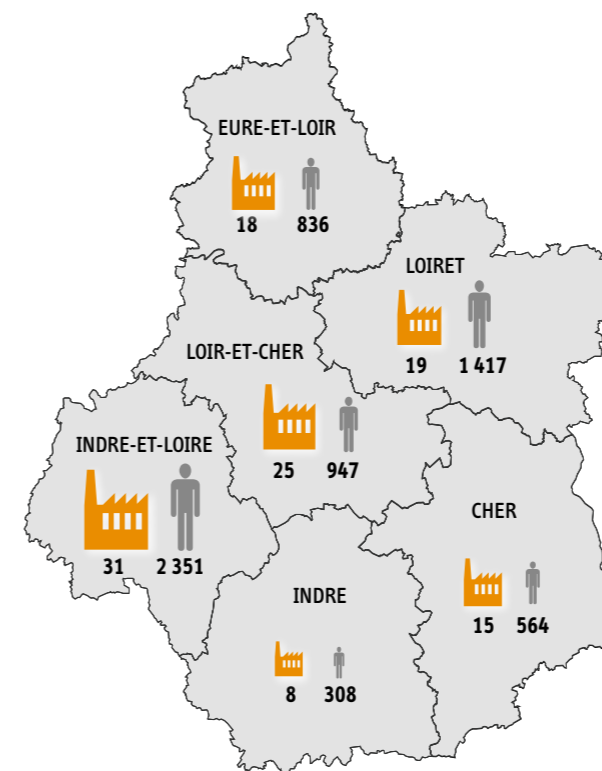 EURE-ET-LOIR
18 836
LOIRET
19 1 417
LOIR-ET-CHER
25 947
INDRE-ET-LOIRE
31 2 351
CHER
15 564
INDRE
8 308